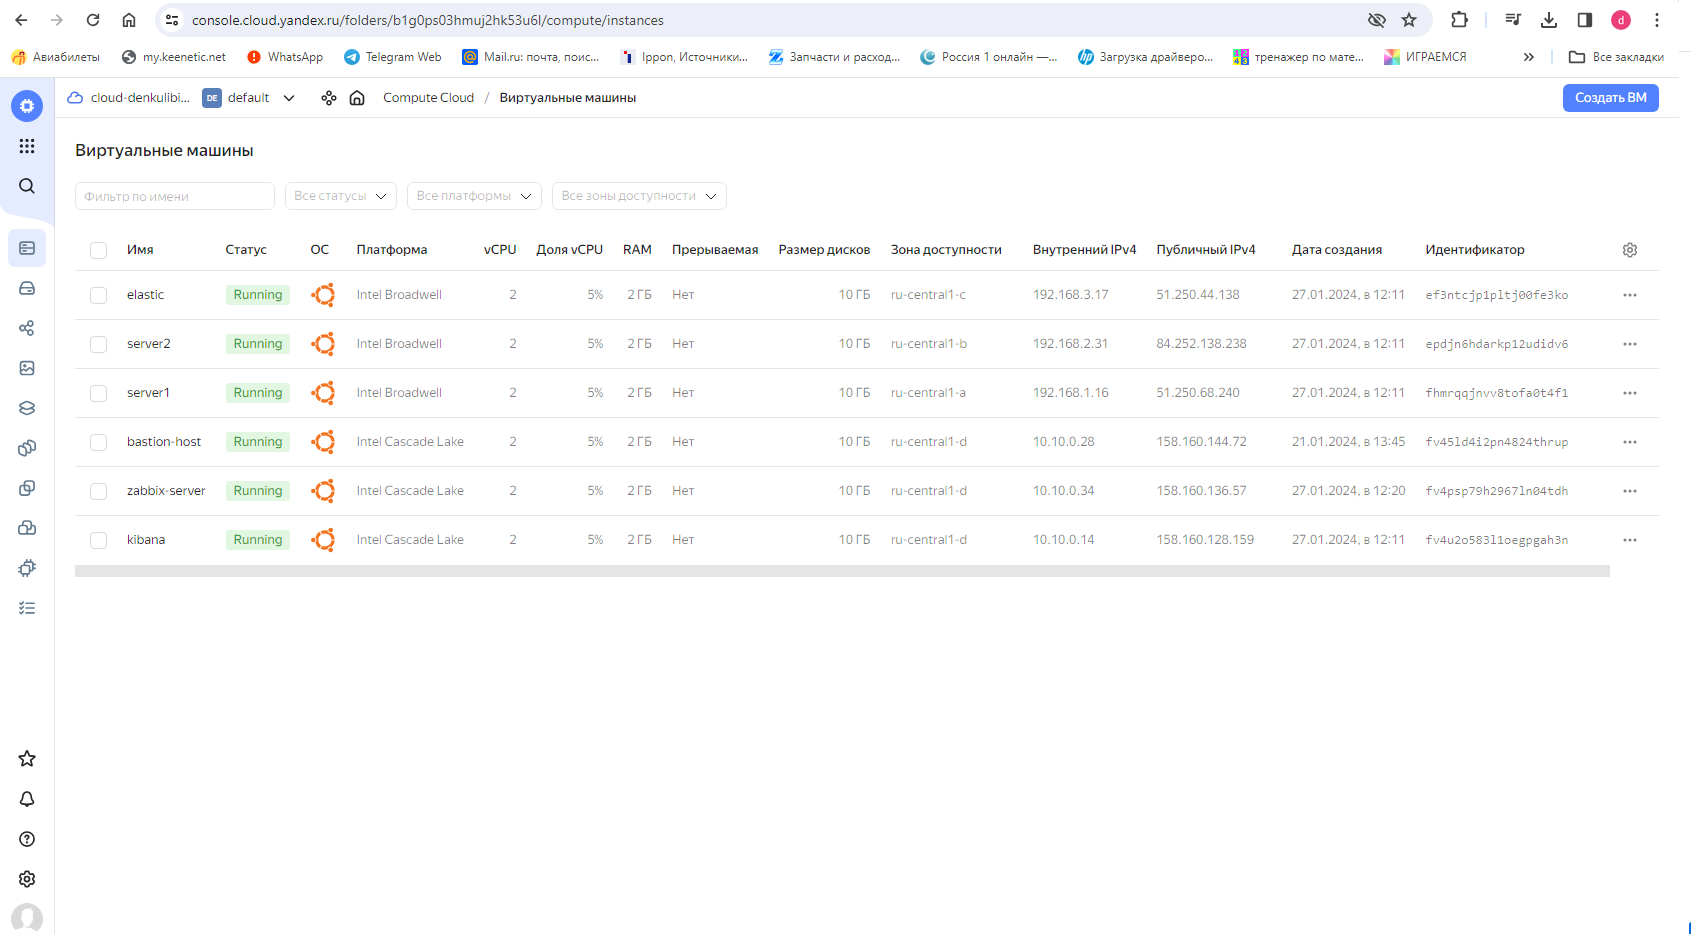 console.cloud.yandex.ru/folders/b1g0ps03hmuj2hk53u6l/compute/instances
d
Авиабилеты my.keenetic.net WhatsApp Telegram Web Mail.ru: почта, поис... Ippon, Источники... Запчасти и расход... Россия 1 онлайн —... Загрузка драйверо... тренажер по мате... ИГРАЕМСЯ » Все закладки
cloud-denkulibi... DE default Compute Cloud / Виртуальные машины Создать ВМ
Виртуальные машины
Фильтр по имени Все статусы Все платформы Все зоны доступности
Имя Статус ОС Платформа vCPU Доля vCPU RAM Прерываемая Размер дисков Зона доступности Внутренний IPv4 Публичный IPv4 Дата создания Идентификатор
elastic Running Intel Broadwell 2 5% 2 ГБ Нет 10 ГБ ru-central1-c 192.168.3.17 51.250.44.138 27.01.2024, в 12:11 ef3ntcjp1pltj00fe3ko
server2 Running Intel Broadwell 2 5% 2 ГБ Нет 10 ГБ ru-central1-b 192.168.2.31 84.252.138.238 27.01.2024, в 12:11 epdjn6hdarkp12udidv6
server1 Running Intel Broadwell 2 5% 2 ГБ Нет 10 ГБ ru-central1-a 192.168.1.16 51.250.68.240 27.01.2024, в 12:11 fhmrqqjnvv8tofa0t4f1
bastion-host Running Intel Cascade Lake 2 5% 2 ГБ Нет 10 ГБ ru-central1-d 10.10.0.28 158.160.144.72 21.01.2024, в 13:45 fv45ld4i2pn4824thrup
zabbix-server Running Intel Cascade Lake 2 5% 2 ГБ Нет 10 ГБ ru-central1-d 10.10.0.34 158.160.136.57 27.01.2024, в 12:20 fv4psp79h2967ln04tdh
kibana Running Intel Cascade Lake 2 5% 2 ГБ Нет 10 ГБ ru-central1-d 10.10.0.14 158.160.128.159 27.01.2024, в 12:11 fv4u2o583l1oegpgah3n